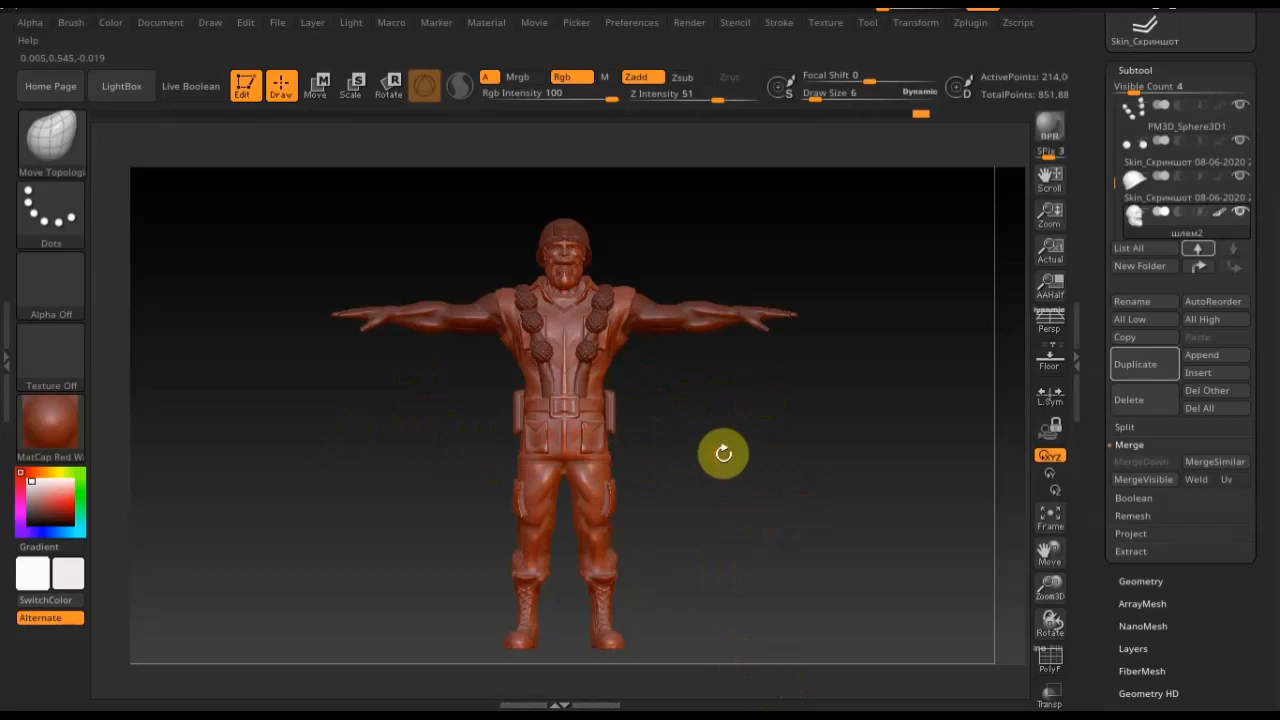 Alpha Brush Color Document Draw Edit File Layer Light Macro Marker Material Movie Picker Preferences Render Stencil Stroke Texture Tool Transform Zplugin Zscript
Help
0.005,0.545,-0.019
Home Page
LightBox
Live Boolean
Edit
Draw
Move
Scale
Rotate
A Mrgb Rgb M Zadd Zsub Zcut
Rgb Intensity 100
Z Intensity 51
Focal Shift 0
Draw Size 6 Dynamic
ActivePoints: 214,0
TotalPoints: 851,88
Move Topologi
Dots
Alpha Off
Texture Off
MatCap Red W
Gradient
SwitchColor
Alternate
BPR
SPix 3
Scroll
Zoom
Actual
AAHalf
Dynamic
Persp
Floor
L.Sym
XYZ
Frame
Move
Zoom3D
Rotate
PolyF
Transp
Skin_Скриншот
Subtool
Visible Count 4
PM3D_Sphere3D1
Skin_Скриншот 08-06-2020 2
Skin_Скриншот 08-06-2020 2
шлем2
List All
New Folder
Rename AutoReorder
All Low All High
Copy Paste
Duplicate Append
Insert
Delete Del Other
Del All
Split
Merge
MergeDown MergeSimilar
MergeVisible Weld Uv
Boolean
Remesh
Project
Extract
Geometry
ArrayMesh
NanoMesh
Layers
FiberMesh
Geometry HD